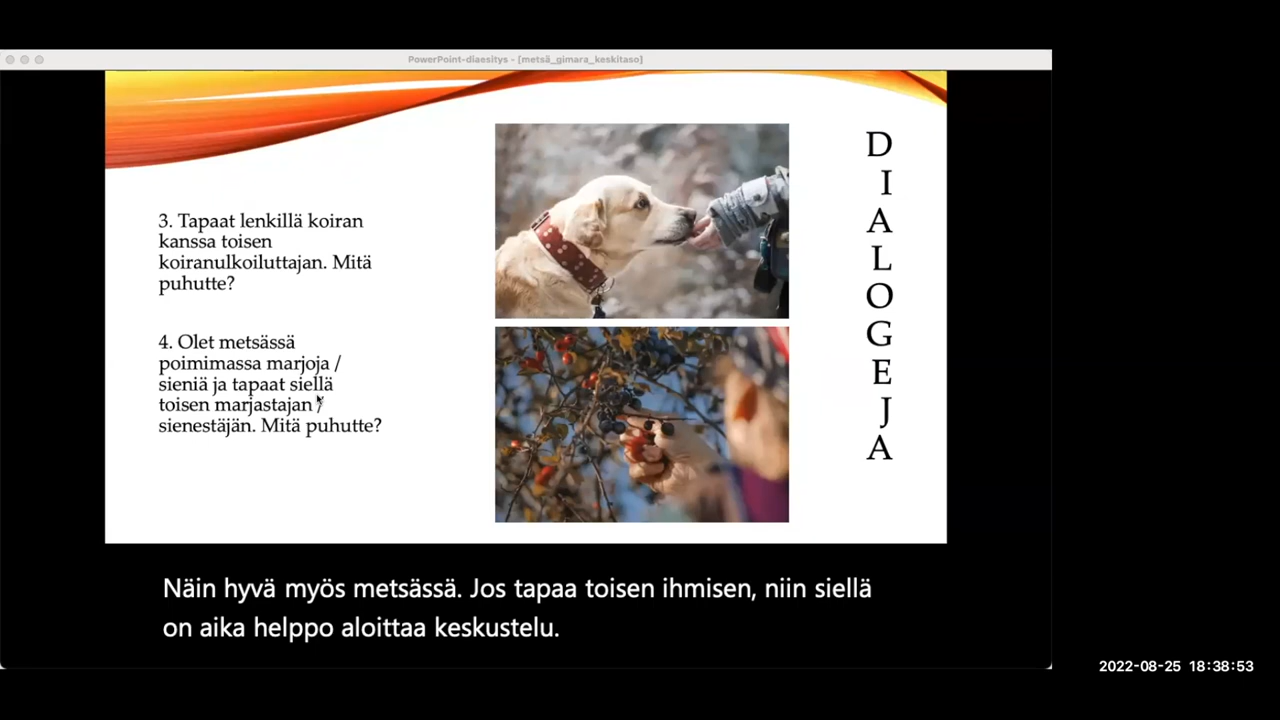 PowerPoint-diaesitys - [metsä_gimara_keskitaso]
3. Tapaat lenkillä koiran
kanssa toisen
koiranulkoiluttajan. Mitä
puhutte?
4. Olet metsässä
poimimassa marjoja /
sieniä ja tapaat siellä
toisen marjastajan /
sienestäjän. Mitä puhutte?
D
I
A
L
O
G
E
J
A
Näin hyvä myös metsässä. Jos tapaa toisen ihmisen, niin siellä
on aika helppo aloittaa keskustelu.
2022-08-25 18:38:53